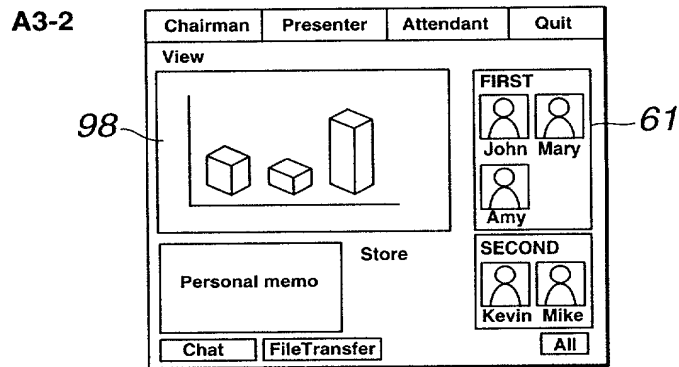 A3-2
Chairman Presenter Attendant Quit
View
98
FIRST
61
John Mary
Amy
Store
Personal memo
SECOND
Kevin Mike
Chat FileTransfer All